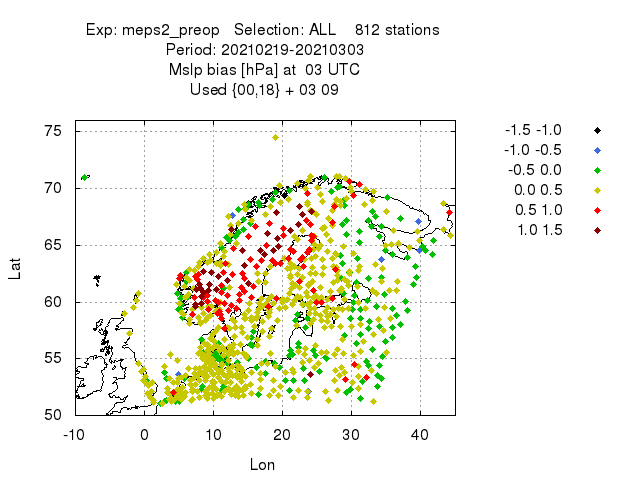 Exp: meps2_preop   Selection: ALL    812 stations
Period: 20210219-20210303
Mslp bias [hPa] at  03 UTC
Used {00,18} + 03 09
-1.5 -1.0
-1.0 -0.5
-0.5 0.0
0.0 0.5
0.5 1.0
1.0 1.5
75
70
65
60
55
50
Lat
-10 0 10 20 30 40
Lon